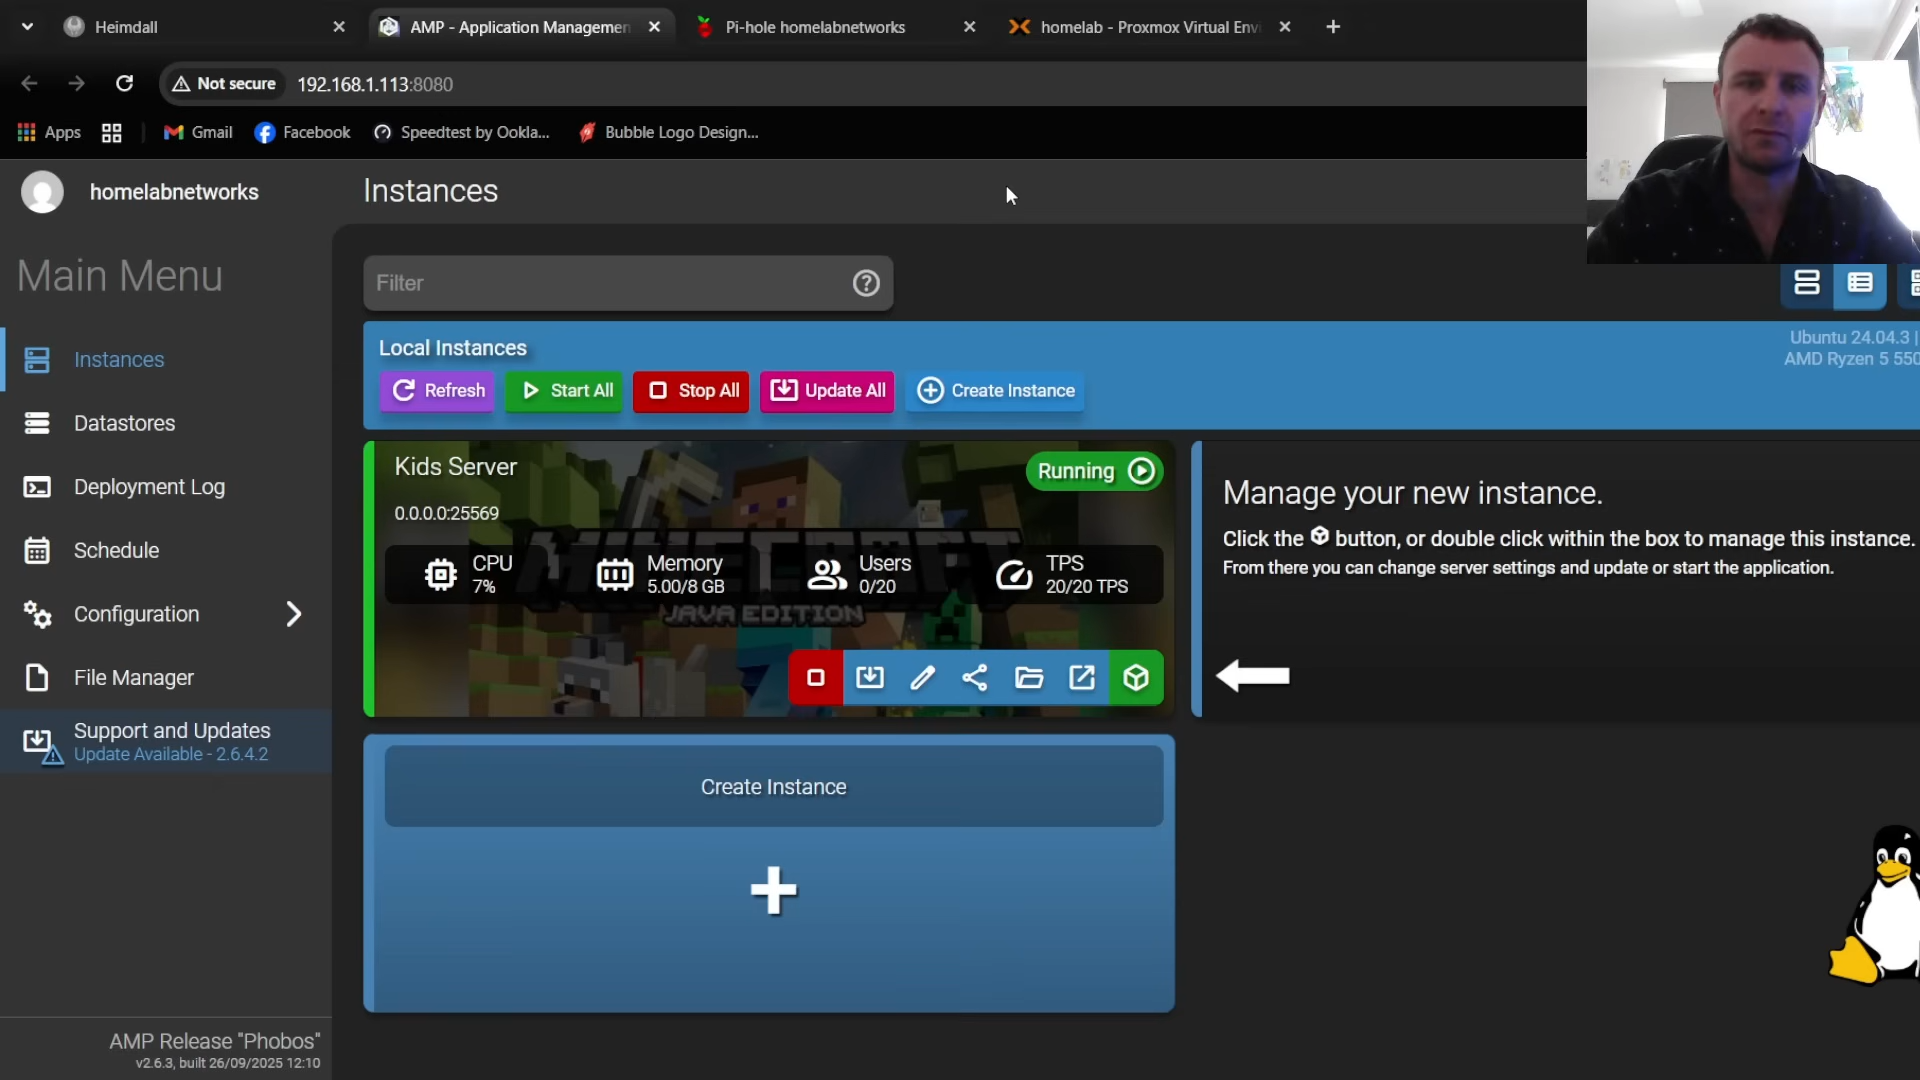 Heimdall
AMP - Application Managemen
Pi-hole homelabnetworks
homelab - Proxmox Virtual Envi
Not secure
192.168.1.113:8080
Apps
Gmail
Facebook
Speedtest by Ookla...
Bubble Logo Design...
homelabnetworks
Instances
Main Menu
Filter
Instances
Datastores
Deployment Log
Schedule
Configuration
File Manager
Support and Updates
Update Available - 2.6.4.2
Local Instances
Ubuntu 24.04.3 |
AMD Ryzen 5 550
Refresh
Start All
Stop All
Update All
Create Instance
Kids Server
Running
0.0.0.0:25569
MINECRAFT
JAVA EDITION
CPU
7%
Memory
5.00/8 GB
Users
0/20
TPS
20/20 TPS
Manage your new instance.
Click the button, or double click within the box to manage this instance.
From there you can change server settings and update or start the application.
Create Instance
AMP Release "Phobos"
v2.6.3, built 26/09/2025 12:10